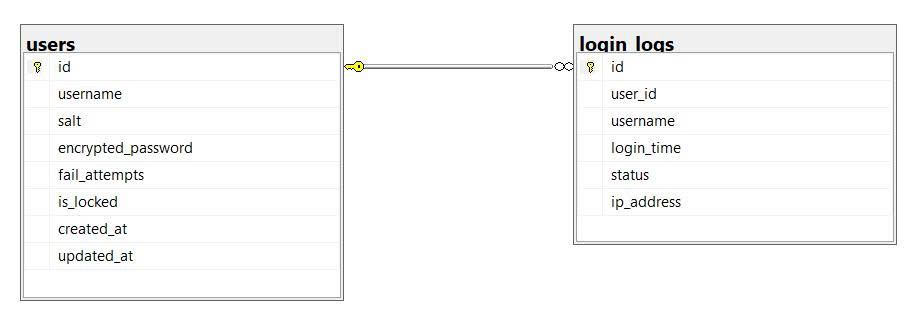 users
id
username
salt
encrypted_password
fail_attempts
is_locked
created_at
updated_at
login_logs
id
user_id
username
login_time
status
ip_address